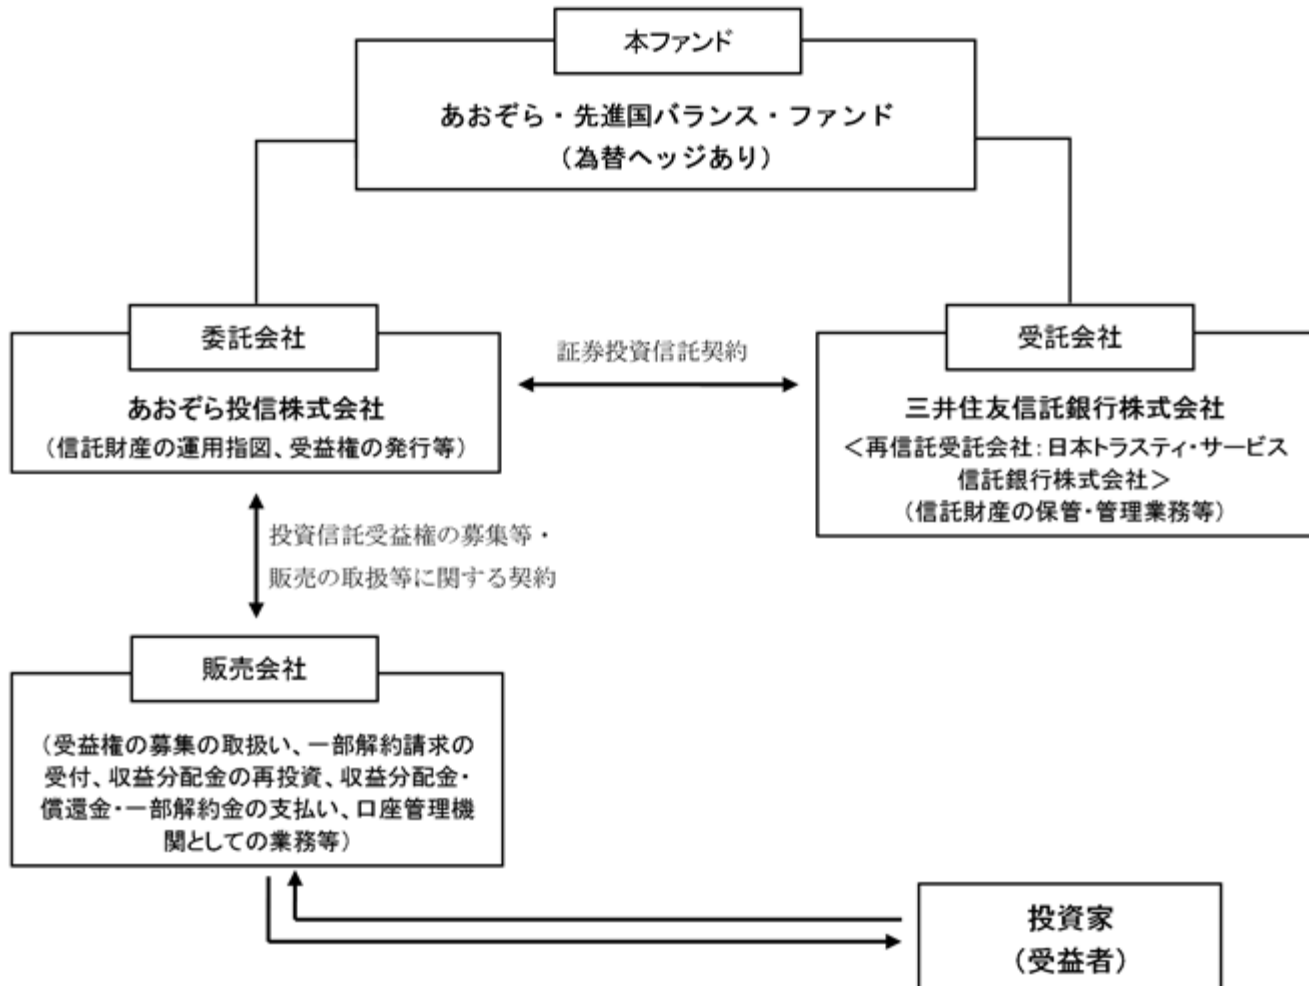 本ファンド
あおぞら・先進国バランス・ファンド
（為替ヘッジあり）
委託会社
あおぞら投信株式会社
（信託財産の運用指図、受益権の発行等）
証券投資信託契約
受託会社
三井住友信託銀行株式会社
＜再信託受託会社：日本トラスティ・サービス
信託銀行株式会社＞
（信託財産の保管・管理業務等）
投資信託受益権の募集等・
販売の取扱等に関する契約
販売会社
（受益権の募集の取扱い、一部解約請求の
受付、収益分配金の再投資、収益分配金・
償還金・一部解約金の支払い、口座管理機
関としての業務等）
投資家
（受益者）